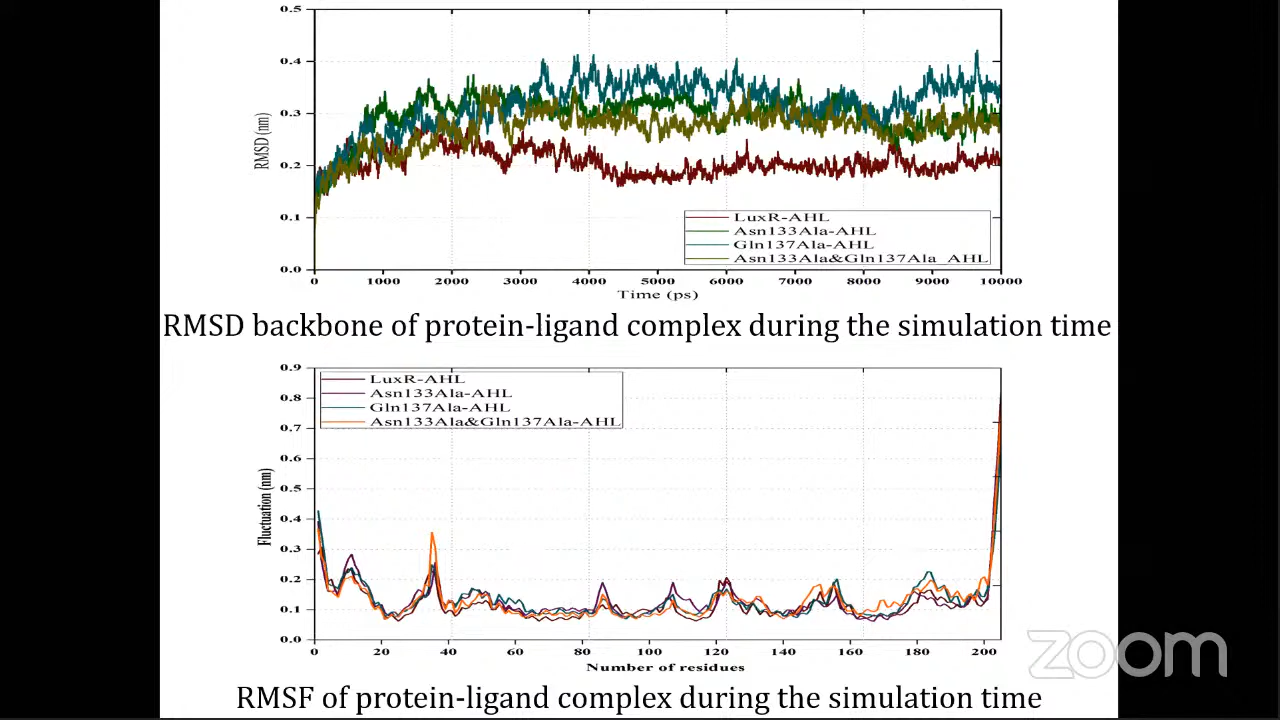 0.5
0.4
0.3
0.2
0.1
0.0
RMSD (nm)
LuxR-AHL
Asn133Ala-AHL
Gln137Ala-AHL
Asn133Ala&Gln137Ala_AHL
0 1000 2000 3000 4000 5000 6000 7000 8000 9000 10000
Time (ps)
RMSD backbone of protein-ligand complex during the simulation time
0.9
0.8
0.7
0.6
0.5
0.4
0.3
0.2
0.1
0.0
Fluctuation (nm)
LuxR-AHL
Asn133Ala-AHL
Gln137Ala-AHL
Asn133Ala&Gln137Ala-AHL
0 20 40 60 80 100 120 140 160 180 200
Number of residues
RMSF of protein-ligand complex during the simulation time
zoom